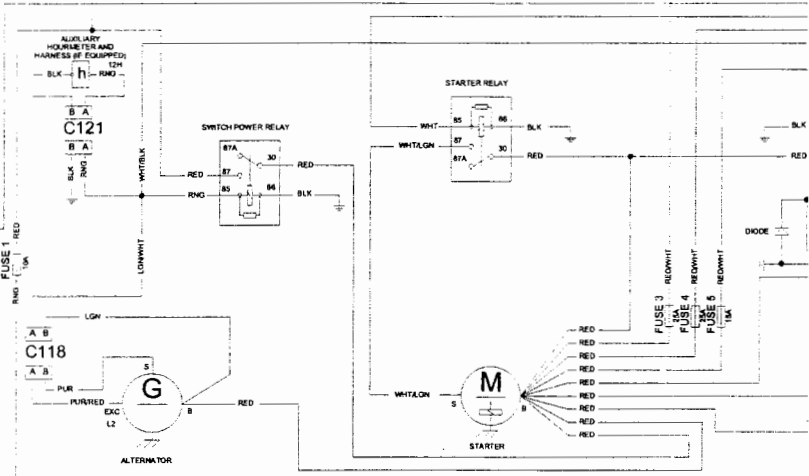 AUXILIARY
HOURMETER AND
HARNESS (IF EQUIPPED)
12H
BLK
h
RNG
B A
C121
B A
BLK
RNG
WHT/BLK
SWITCH POWER RELAY
87A
30
RED
RED
87
RNG
85
86
BLK
STARTER RELAY
WHT
85
86
BLK
WHT/LGN
87
30
RED
87A
BLK
RED
DIODE
RED
FUSE 1
10A
RNG
LGN/WHT
RED/WHT
RED/WHT
RED/WHT
FUSE 3
25A
FUSE 4
25A
FUSE 5
15A
A B
C118
A B
LGN
PUR
PUR/RED
S
G
EXC
L2
B
RED
ALTERNATOR
WHT/LGN
S
M
B
STARTER
RED
RED
RED
RED
RED
RED
RED
RED
RED